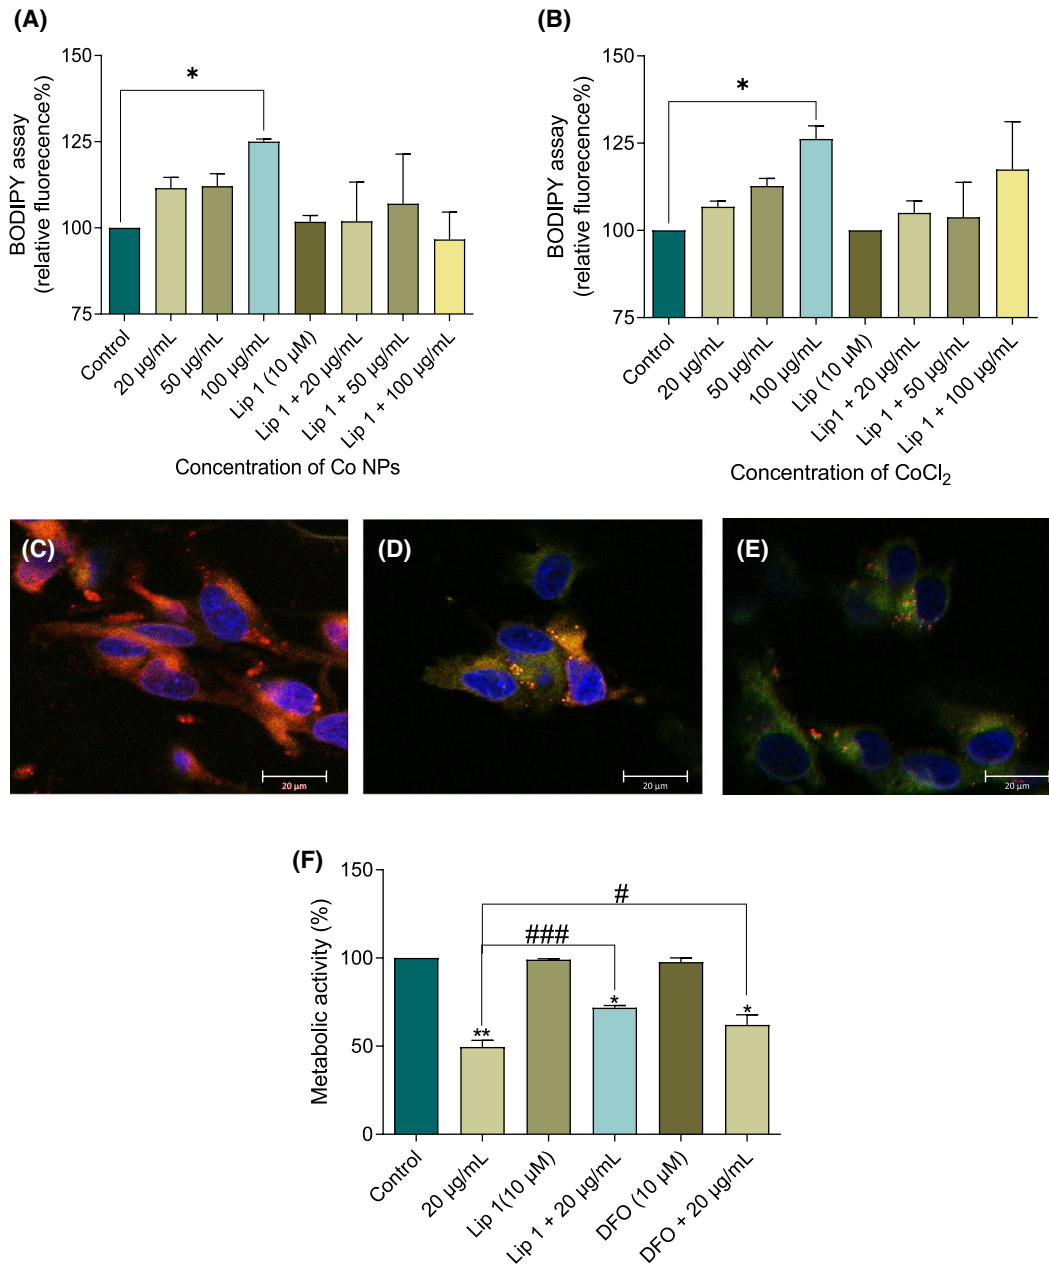 (A)
150
125
100
75
BODIPY assay
(relative fluorecence%)
*
Control
20 µg/mL
50 µg/mL
100 µg/mL
Lip 1 (10 µM)
Lip 1 + 20 µg/mL
Lip 1 + 50 µg/mL
Lip 1 + 100 µg/mL
Concentration of Co NPs
(B)
150
125
100
75
BODIPY assay
(relative fluorescence%)
*
Control
20 µg/mL
50 µg/mL
100 µg/mL
Lip (10 µM)
Lip1 + 20 µg/mL
Lip 1 + 50 µg/mL
Lip 1 + 100 µg/mL
Concentration of CoCl2
(C)
20 µm
(D)
20 µm
(E)
20 µm
(F)
150
100
50
0
Metabolic activity (%)
#
###
**
*
*
Control
20 µg/mL
Lip 1(10 µM)
Lip 1 + 20 µg/mL
DFO (10 µM)
DFO + 20 µg/mL